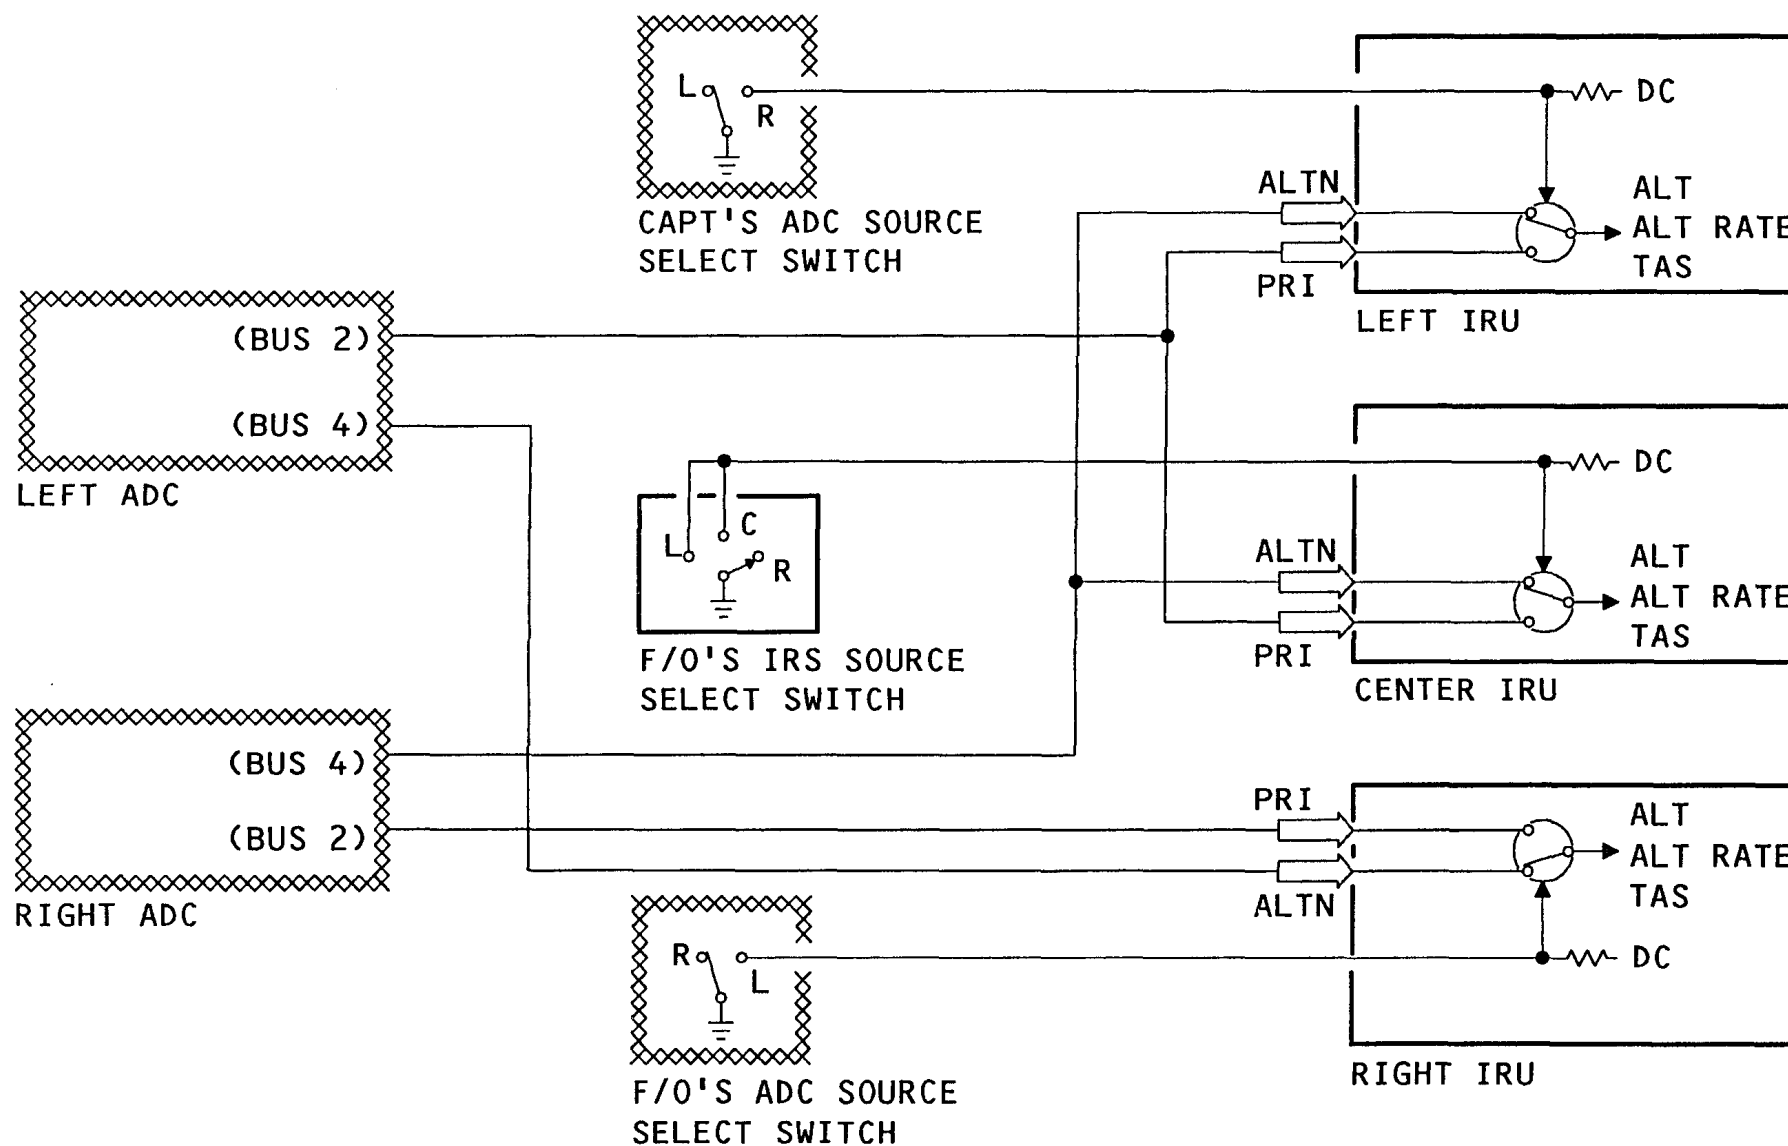 L
R
DC
CAPT'S ADC SOURCE
SELECT SWITCH
ALTN
PRI
ALT
ALT RATE
TAS
LEFT IRU
(BUS 2)
(BUS 4)
LEFT ADC
L
C
R
F/O'S IRS SOURCE
SELECT SWITCH
DC
ALTN
PRI
ALT
ALT RATE
TAS
CENTER IRU
(BUS 4)
(BUS 2)
RIGHT ADC
PRI
ALTN
ALT
ALT RATE
TAS
DC
RIGHT IRU
R
L
F/O'S ADC SOURCE
SELECT SWITCH